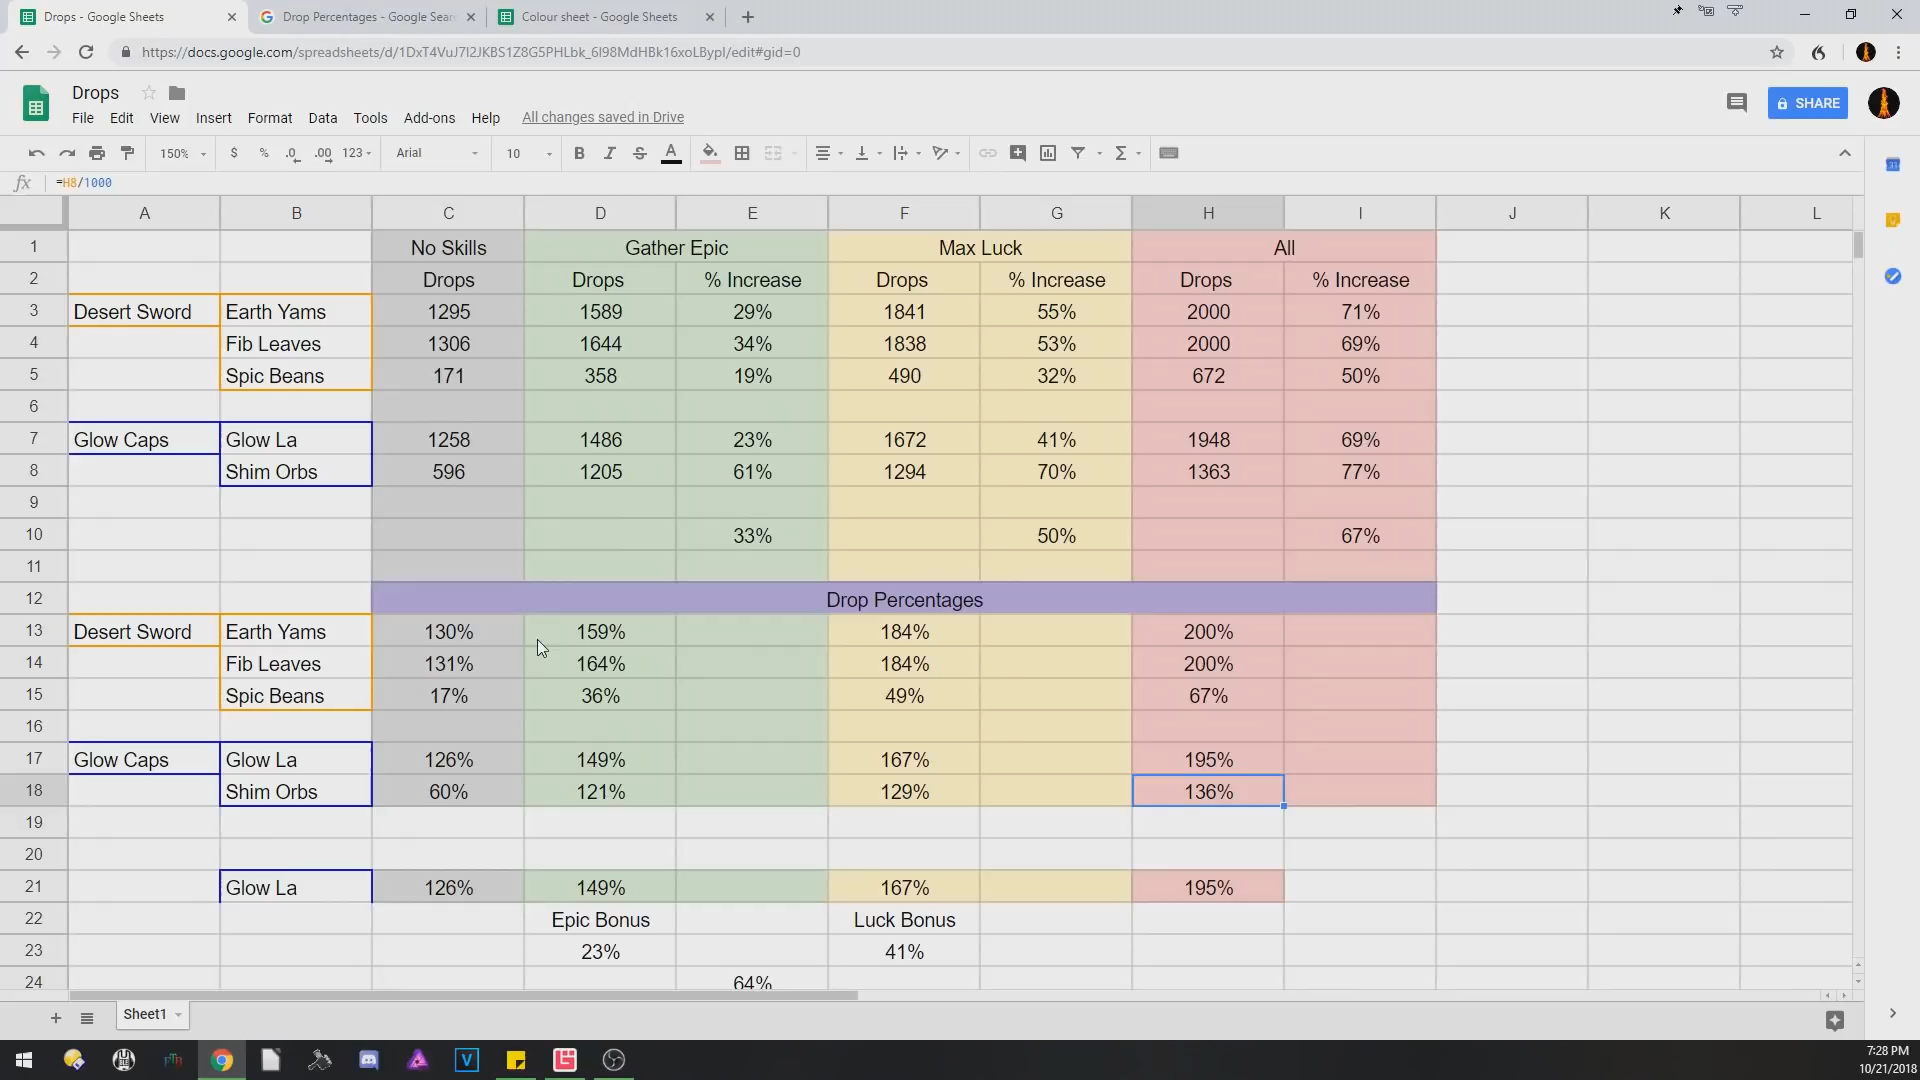 Drops - Google Sheets
Drop Percentages - Google Sear
Colour sheet - Google Sheets
https://docs.google.com/spreadsheets/d/1DxT4VuJ7I2JKBS1Z8G5PHLbk_6I98MdHBk16xoLBypI/edit#gid=0
Drops
File Edit View Insert Format Data Tools Add-ons Help All changes saved in Drive
SHARE
150% $ % .0 .00 123 Arial 10 B I S A
fx =H8/1000
A B C D E F G H I J K L
1 No Skills Gather Epic Max Luck All
2 Drops Drops % Increase Drops % Increase Drops % Increase
3 Desert Sword Earth Yams 1295 1589 29% 1841 55% 2000 71%
4 Fib Leaves 1306 1644 34% 1838 53% 2000 69%
5 Spic Beans 171 358 19% 490 32% 672 50%
6
7 Glow Caps Glow La 1258 1486 23% 1672 41% 1948 69%
8 Shim Orbs 596 1205 61% 1294 70% 1363 77%
9
10 33% 50% 67%
11
12 Drop Percentages
13 Desert Sword Earth Yams 130% 159% 184% 200%
14 Fib Leaves 131% 164% 184% 200%
15 Spic Beans 17% 36% 49% 67%
16
17 Glow Caps Glow La 126% 149% 167% 195%
18 Shim Orbs 60% 121% 129% 136%
19
20
21 Glow La 126% 149% 167% 195%
22 Epic Bonus Luck Bonus
23 23% 41%
24 64%
Sheet1
7:28 PM
10/21/2018